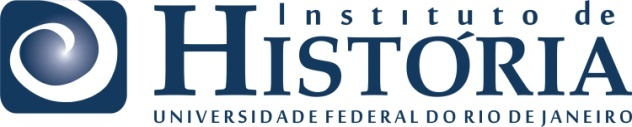 Instituto de
HISTÓRIA
UNIVERSIDADE FEDERAL DO RIO DE JANEIRO